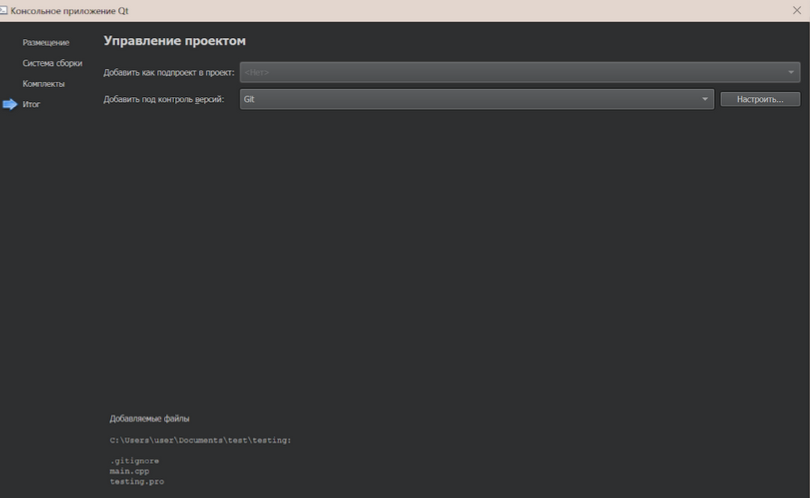 Консольное приложение Qt
Размещение
Система сборки
Комплекты
Итог
Управление проектом
Добавить как подпроект в проект: <Нет>
Добавить под контроль версий: Git Настроить...
Добавляемые файлы
C:\Users\user\Documents\test\testing:
.gitignore
main.cpp
testing.pro